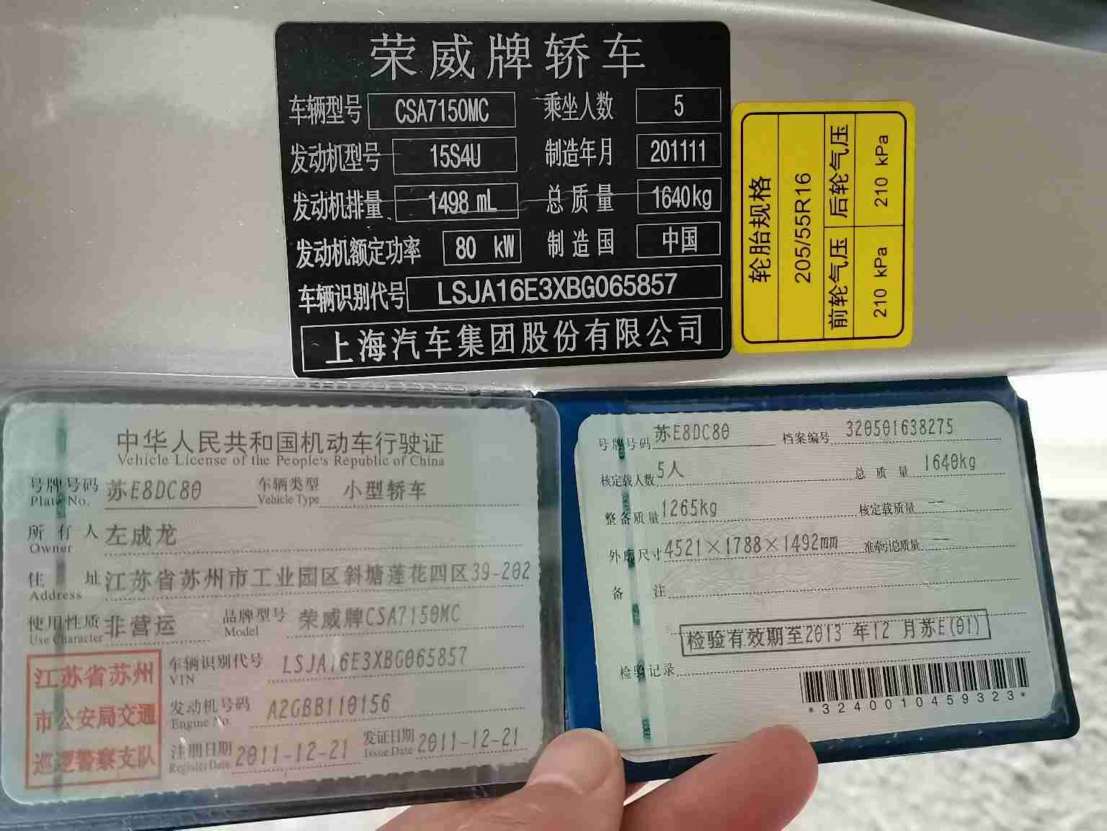 荣威牌轿车
车辆型号 CSA7150MC 乘坐人数 5
发动机型号 15S4U 制造年月 201111
发动机排量 1498 mL 总质量 1640kg
发动机额定功率 80 kW 制造国 中国
车辆识别代号 LSJA16E3XBG065857
上海汽车集团股份有限公司
轮胎规格
205/55R16
前轮气压 后轮气压
210 kPa 210 kPa
中华人民共和国机动车行驶证
Vehicle License of the People's Republic of China
号牌号码 苏E8DC80 车辆类型 小型轿车
Plate No. Vehicle Type
所有人 左成龙
Owner
住址 江苏省苏州市工业园区斜塘莲花四区39-202
Address
使用性质 非营运 品牌型号 荣威牌CSA7150MC
Use Character Model
江苏省苏州
市公安局交通
巡逻警察支队
车辆识别代号 LSJA16E3XBG065857
VIN
发动机号码 A2GBB110156
Engine No.
注册日期 2011-12-21 发证日期 2011-12-21
Register Date Issue Date
号牌号码 苏E8DC80 档案编号 320501638275
核定载人数 5人 总质量 1640kg
整备质量 1265kg 核定载质量 --
外廓尺寸 4521×1788×1492mm 准牵引总质量 --
备注
检验有效期至2013 年12 月苏E(01)
检验记录
*3240010459323*